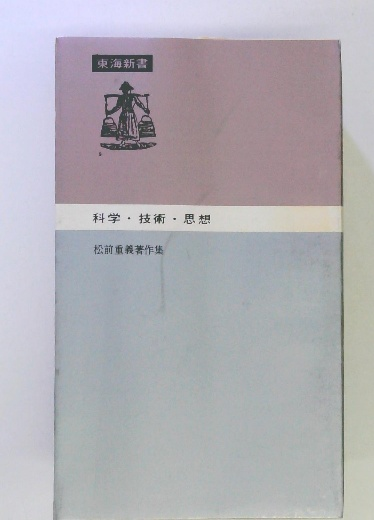 東海新書
科学・技術・思想
松前重義著作集